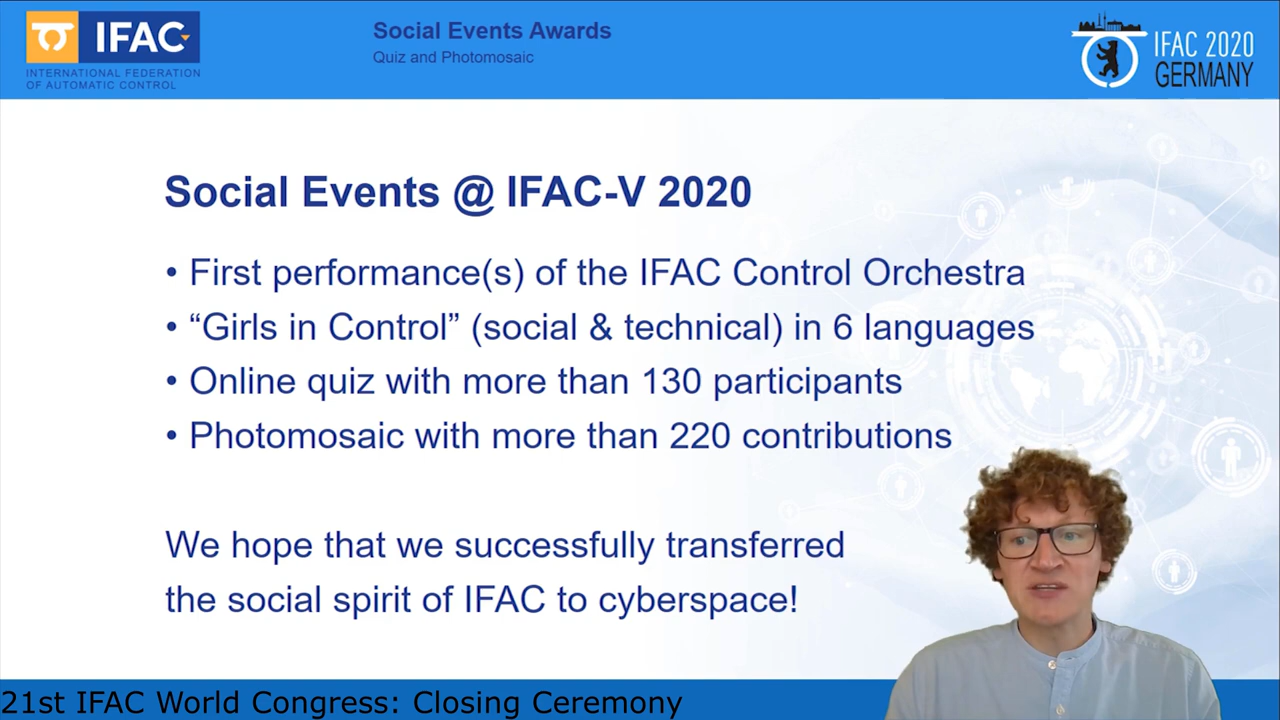 IFAC
INTERNATIONAL FEDERATION
OF AUTOMATIC CONTROL
Social Events Awards
Quiz and Photomosaic
IFAC 2020
GERMANY
Social Events @ IFAC-V 2020
• First performance(s) of the IFAC Control Orchestra
• “Girls in Control” (social & technical) in 6 languages
• Online quiz with more than 130 participants
• Photomosaic with more than 220 contributions
We hope that we successfully transferred
the social spirit of IFAC to cyberspace!
21st IFAC World Congress: Closing Ceremony